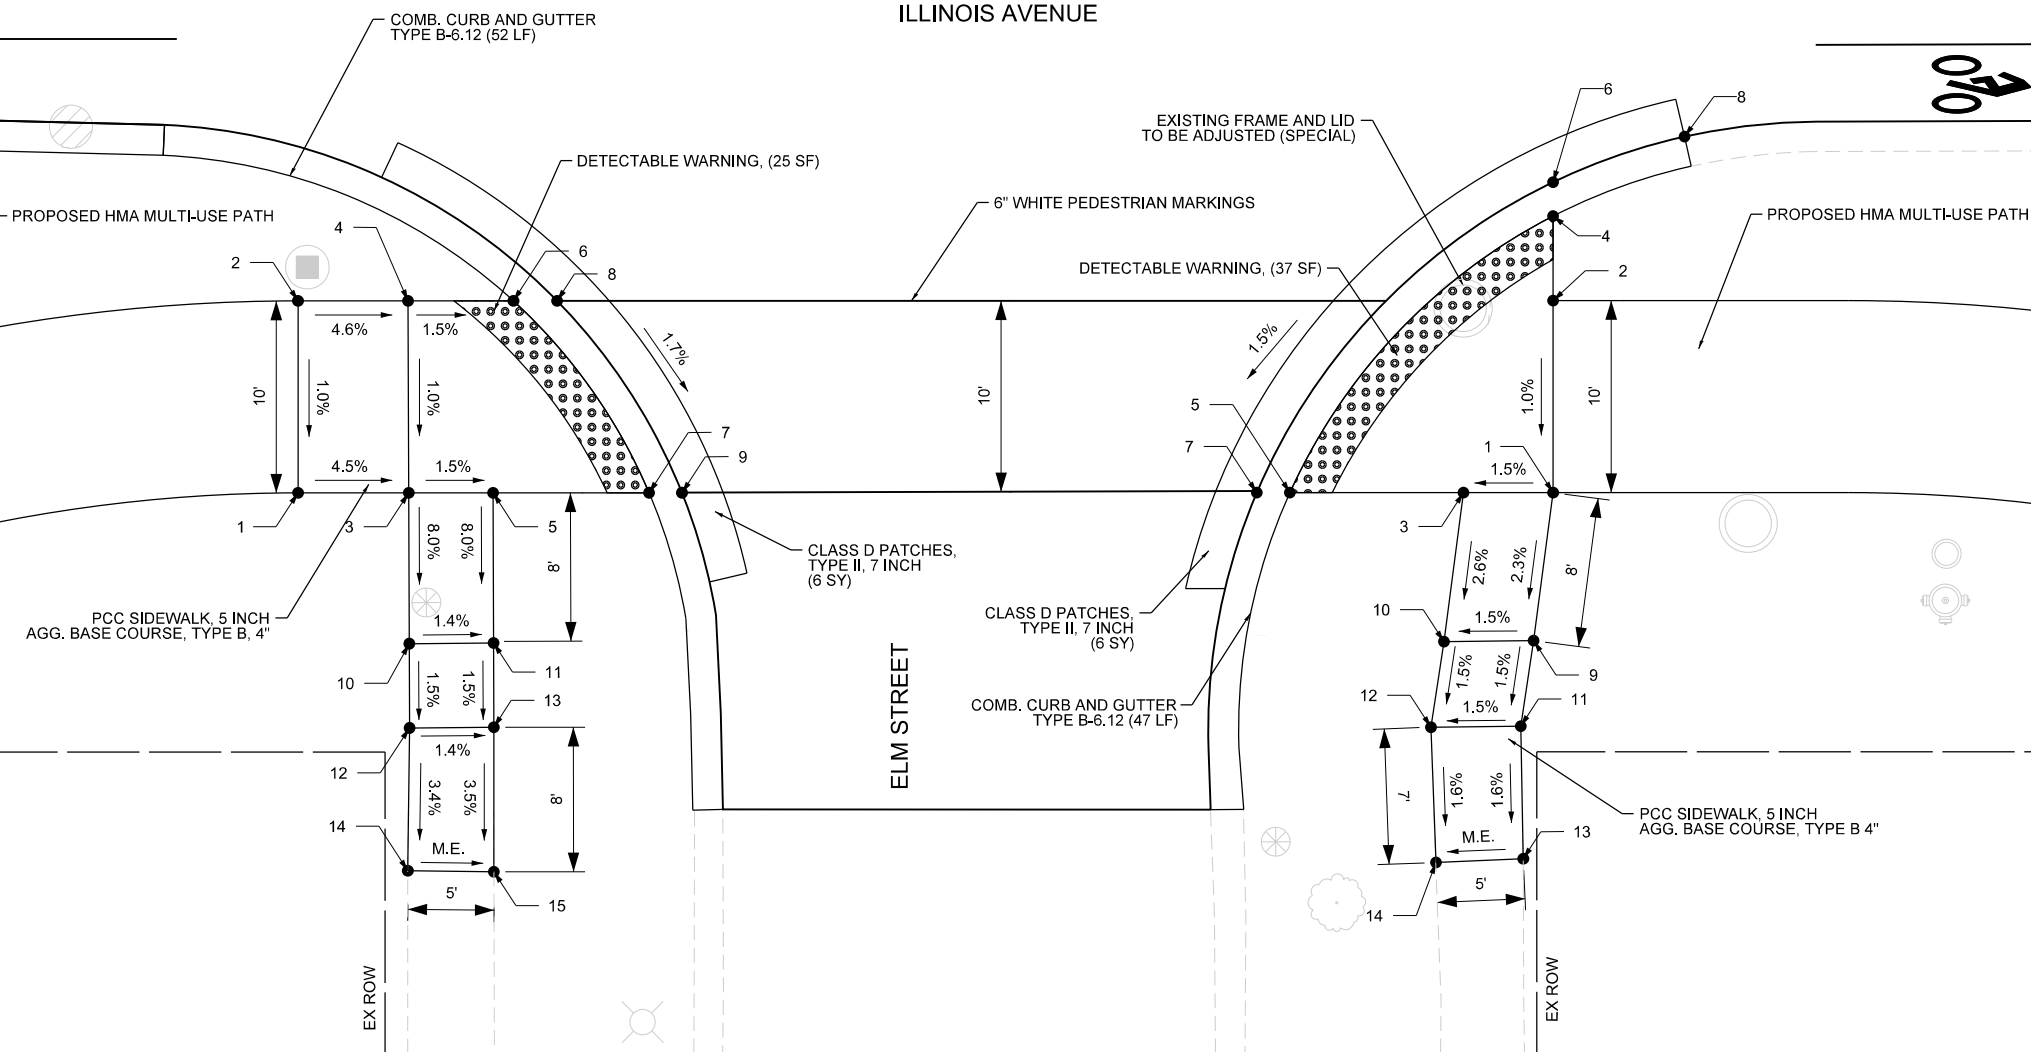 ILLINOIS AVENUE
COMB. CURB AND GUTTER
TYPE B-6.12 (52 LF)
DETECTABLE WARNING, (25 SF)
6" WHITE PEDESTRIAN MARKINGS
EXISTING FRAME AND LID
TO BE ADJUSTED (SPECIAL)
DETECTABLE WARNING, (37 SF)
6
8
4
2
PROPOSED HMA MULTI-USE PATH
PROPOSED HMA MULTI-USE PATH
4
2
6
8
4.6%
1.5%
1.7%
1.5%
10'
1.0%
1.0%
10'
1.0%
10'
4.5%
1.5%
1
3
5
7
9
5
7
1
1.5%
3
8.0%
8.0%
8'
CLASS D PATCHES,
TYPE II, 7 INCH
(6 SY)
2.6%
2.3%
8'
PCC SIDEWALK, 5 INCH
AGG. BASE COURSE, TYPE B, 4"
CLASS D PATCHES,
TYPE II, 7 INCH
(6 SY)
1.4%
10
11
1.5%
1.5%
13
12
1.4%
3.4%
3.5%
8'
14
M.E.
5'
15
EX ROW
ELM STREET
COMB. CURB AND GUTTER
TYPE B-6.12 (47 LF)
10
1.5%
9
1.5%
1.5%
12
1.5%
11
1.6%
1.6%
7'
PCC SIDEWALK, 5 INCH
AGG. BASE COURSE, TYPE B 4"
M.E.
13
5'
14
EX ROW